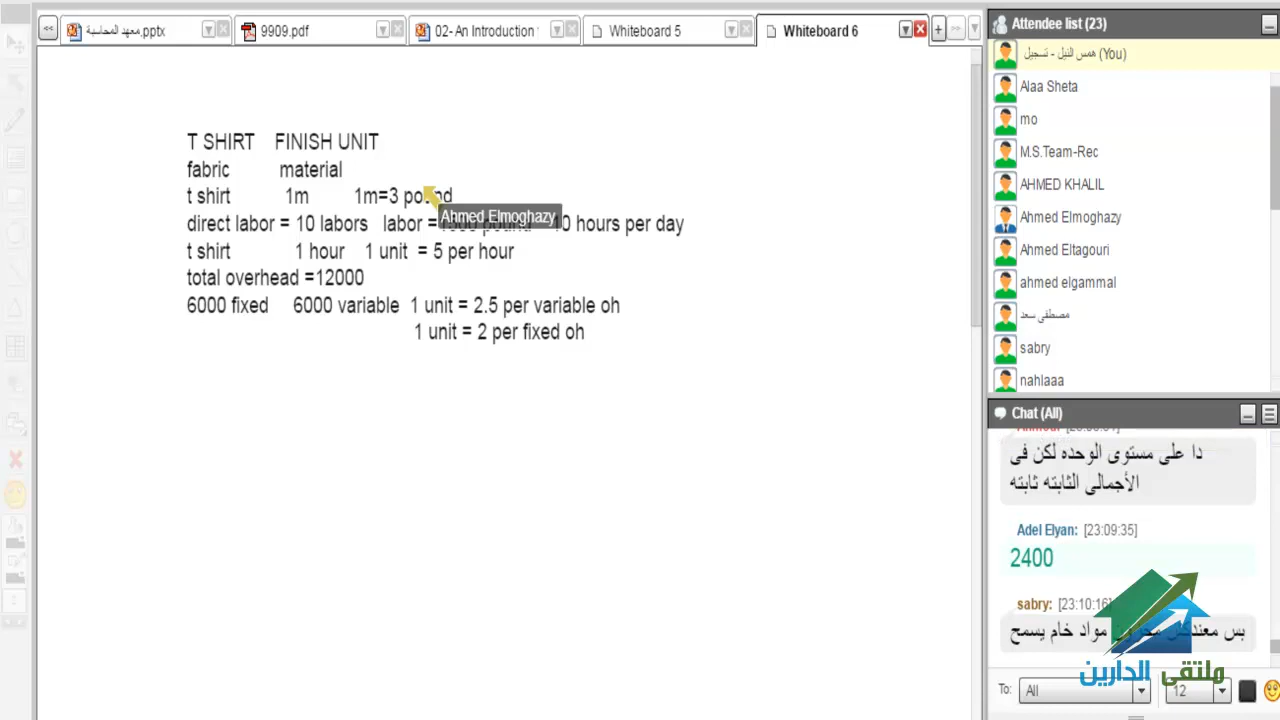 <<
معهد المحاسبة.pptx
9909.pdf
02- An Introduction
Whiteboard 5
Whiteboard 6
+
>>
T SHIRT FINISH UNIT
fabric material
t shirt 1m 1m=3 pound
Ahmed Elmoghazy
direct labor = 10 labors labor = 10 hours per day
t shirt 1 hour 1 unit = 5 per hour
total overhead =12000
6000 fixed 6000 variable 1 unit = 2.5 per variable oh
1 unit = 2 per fixed oh
Attendee list (23)
همس النيل - تسجيل (You)
Alaa Sheta
mo
M.S.Team-Rec
AHMED KHALIL
Ahmed Elmoghazy
Ahmed Eltagouri
ahmed elgammal
مصطفى سعد
sabry
nahlaaa
Chat (All)
دا على مستوى الوحده لكن فى
الأجمالى الثابته ثابته
Adel Elyan: [23:09:35]
2400
sabry: [23:10:16]
بس معندكش مخزون مواد خام يسمح
ملتقى الدارين
To: All 12